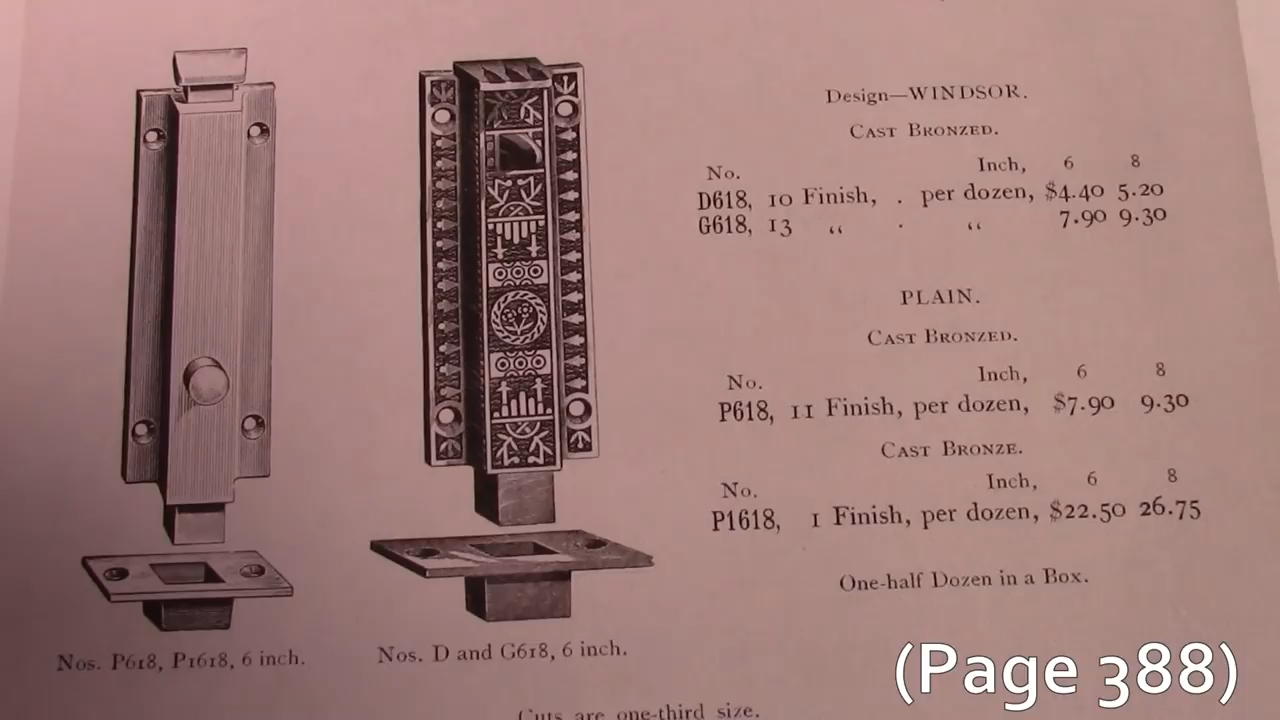 Design—WINDSOR.
CAST BRONZED.
No. Inch, 6 8
D618, 10 Finish, . per dozen, $4.40 5.20
G618, 13 “ . “ 7.90 9.30
PLAIN.
CAST BRONZED.
No. Inch, 6 8
P618, 11 Finish, per dozen, $7.90 9.30
CAST BRONZE.
No. Inch, 6 8
P1618, 1 Finish, per dozen, $22.50 26.75
One-half Dozen in a Box.
Nos. P618, P1618, 6 inch.
Nos. D and G618, 6 inch.
(Page 388)
Cuts are one-third size.